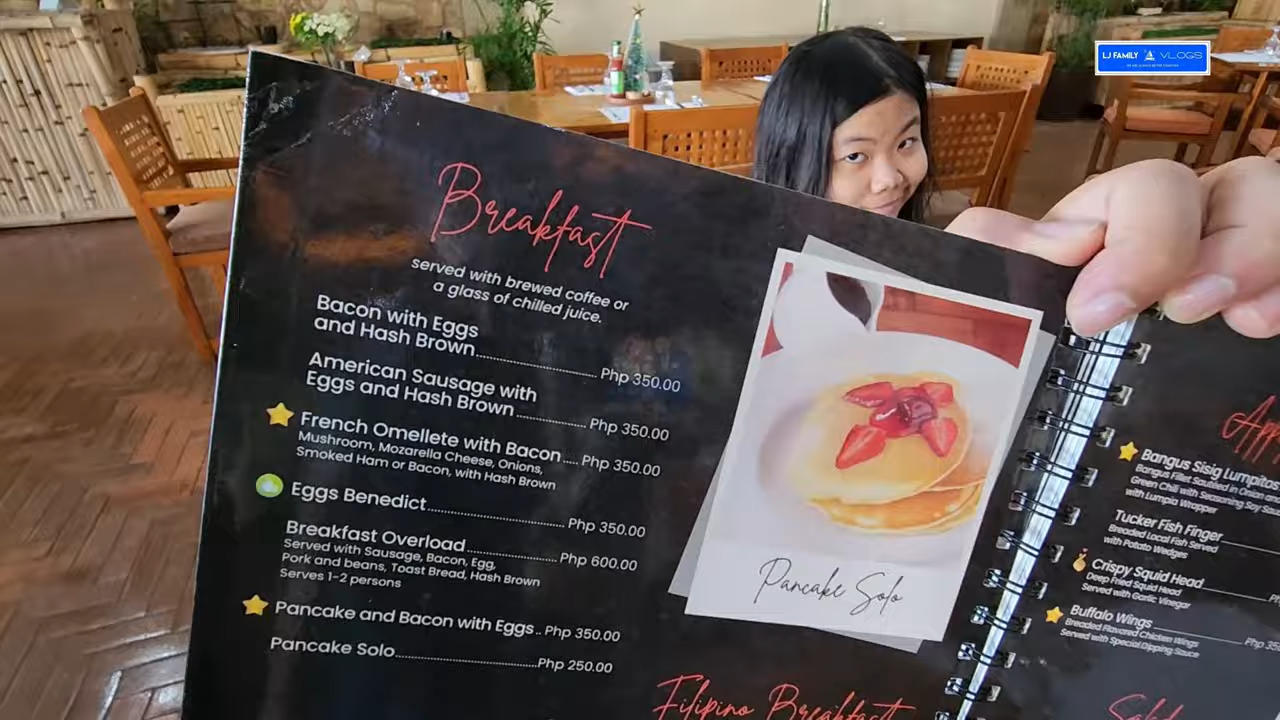 LJ FAMILY VLOGS
Breakfast
served with brewed coffee or
a glass of chilled juice.
Bacon with Eggs
and Hash Brown Php 350.00
American Sausage with
Eggs and Hash Brown Php 350.00
French Omellete with Bacon Php 350.00
Mushroom, Mozarella Cheese, Onions,
Smoked Ham or Bacon, with Hash Brown
Eggs Benedict Php 350.00
Breakfast Overload Php 600.00
Served with Sausage, Bacon, Egg,
Pork and beans, Toast Bread, Hash Brown
Serves 1-2 persons
Pancake and Bacon with Eggs.. Php 350.00
Pancake Solo Php 250.00
Pancake Solo
Filipino Breakfast
App
Bangus Sisig Lumpitos
Bangus Fillet Sautéed in Onion and
Green Chili with Seasoning Soy
with Lumpia Wrapper
Tucker Fish Finger
Breaded Local Fish Served
with Potato Wedges
Crispy Squid Head
Deep Fried Squid Head
Served with Garlic Vinegar
Buffalo Wings Php
Breaded Flavored Chicken Wings
Served with Special Dipping Sauce